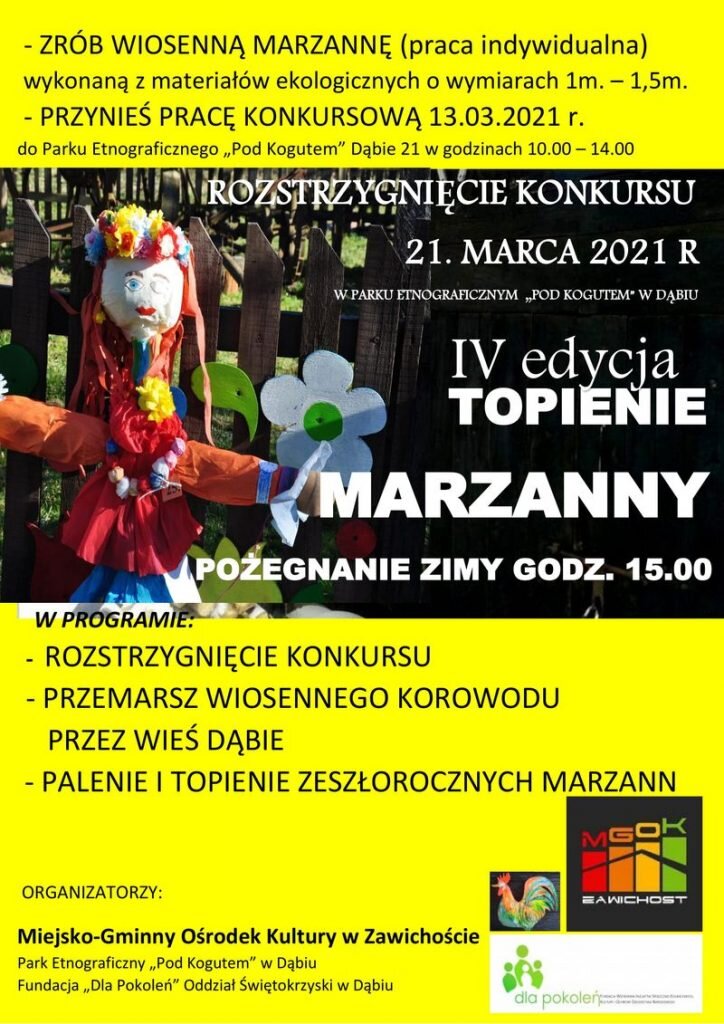 - ZRÓB WIOSENNĄ MARZANNĘ (praca indywidualna)
wykonaną z materiałów ekologicznych o wymiarach 1m. – 1,5m.
- PRZYNIEŚ PRACĘ KONKURSOWĄ 13.03.2021 r.
do Parku Etnograficznego „Pod Kogutem” Dąbie 21 w godzinach 10.00 – 14.00
ROZSTRZYGNIĘCIE KONKURSU
21. MARCA 2021 R
W PARKU ETNOGRAFICZNYM „POD KOGUTEM” W DĄBIU
IV edycja
TOPIENIE
MARZANNY
POŻEGNANIE ZIMY GODZ. 15.00
W PROGRAMIE:
- ROZSTRZYGNIĘCIE KONKURSU
- PRZEMARSZ WIOSENNEGO KOROWODU
PRZEZ WIEŚ DĄBIE
- PALENIE I TOPIENIE ZESZŁOROCZNYCH MARZANN
MGOK
ZAWICHOST
ORGANIZATORZY:
Miejsko-Gminny Ośrodek Kultury w Zawichoście
Park Etnograficzny „Pod Kogutem” w Dąbiu
Fundacja „Dla Pokoleń” Oddział Świętokrzyski w Dąbiu
dla pokoleń